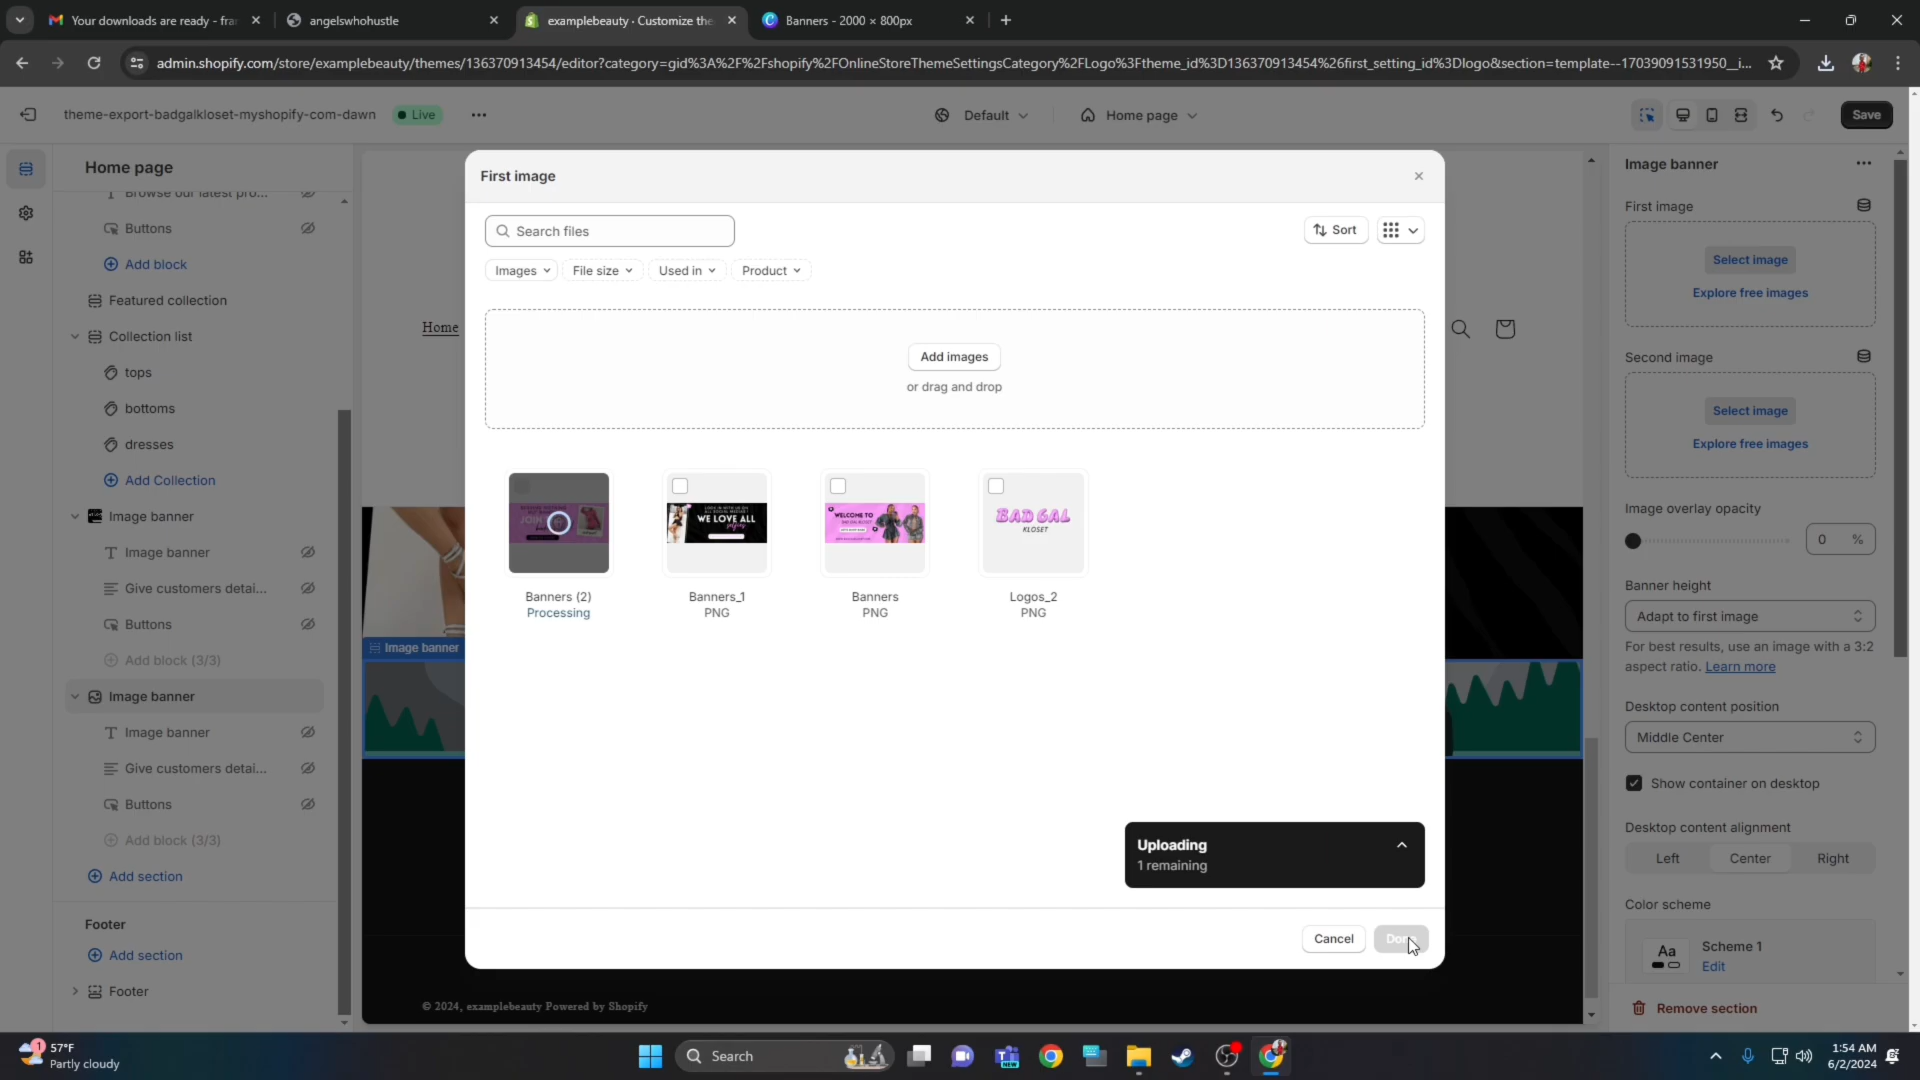 Your downloads are ready - fra
angelswhohustle
examplebeauty · Customize the
Banners - 2000 × 800px
admin.shopify.com/store/examplebeauty/themes/136370913454/editor?category=gid%3A%2F%2Fshopify%2FOnlineStoreThemeSettingsCategory%2FLogo%3Ftheme_id%3D136370913454%26first_setting_id%3Dlogo&section=template--17039091531950__i...
theme-export-badgalkloset-myshopify-com-dawn
Live
Default
Home page
Save
Home page
Browse our latest pro...
Buttons
Add block
Featured collection
Collection list
tops
bottoms
dresses
Add Collection
Image banner
Image banner
Give customers detai...
Buttons
Add block (3/3)
Image banner
Image banner
Give customers detai...
Buttons
Add block (3/3)
Add section
Footer
Add section
Footer
Home
Image banner
© 2024, examplebeauty Powered by Shopify
First image
Search files
Sort
Images
File size
Used in
Product
Add images
or drag and drop
WE LOVE ALL
selfies
WELCOME TO
BAD GAL
KLOSET
Banners (2)
Processing
Banners_1
PNG
Banners
PNG
Logos_2
PNG
Uploading
1 remaining
Cancel
Done
Image banner
First image
Select image
Explore free images
Second image
Select image
Explore free images
Image overlay opacity
0 %
Banner height
Adapt to first image
For best results, use an image with a 3:2
aspect ratio. Learn more
Desktop content position
Middle Center
Show container on desktop
Desktop content alignment
Left
Center
Right
Color scheme
Aa
Scheme 1
Edit
Remove section
1
57°F
Partly cloudy
Search
NEW
1:54 AM
6/2/2024